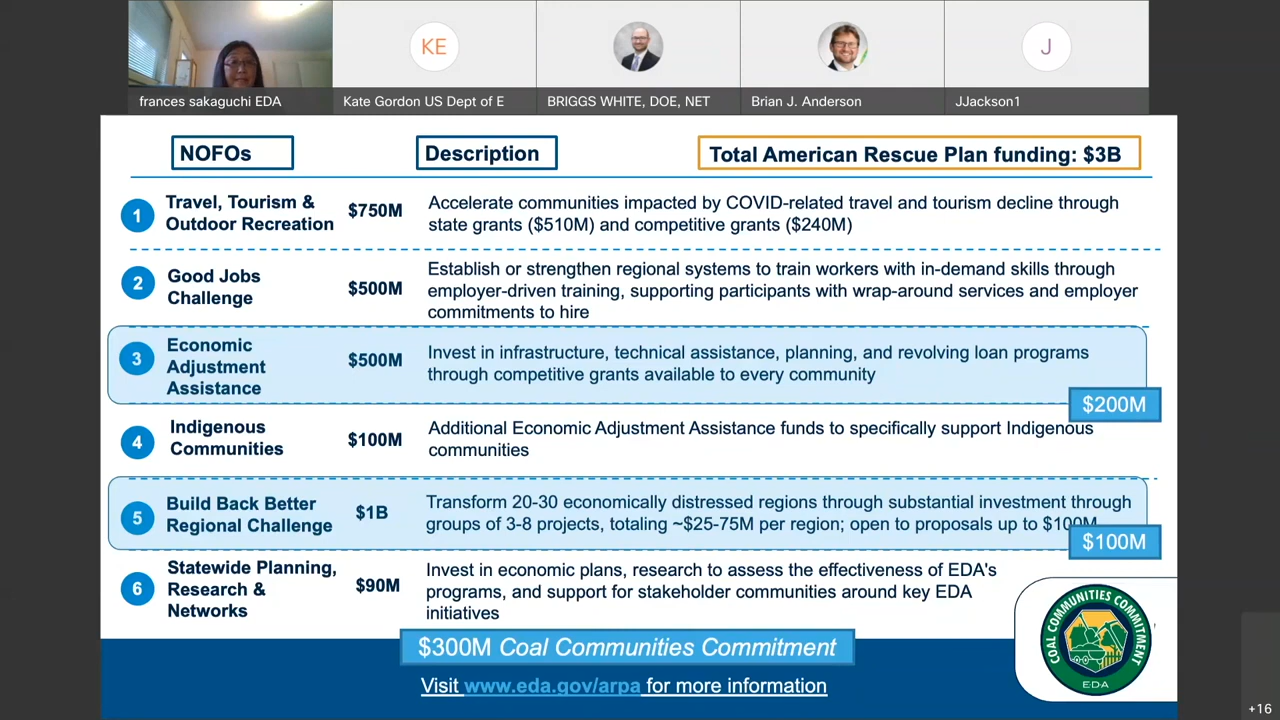 KE
J
frances sakaguchi EDA
Kate Gordon US Dept of E
BRIGGS WHITE, DOE, NET
Brian J. Anderson
JJackson1
NOFOs
Description
Total American Rescue Plan funding: $3B
1
Travel, Tourism &
Outdoor Recreation
$750M
Accelerate communities impacted by COVID-related travel and tourism decline through
state grants ($510M) and competitive grants ($240M)
2
Good Jobs
Challenge
$500M
Establish or strengthen regional systems to train workers with in-demand skills through
employer-driven training, supporting participants with wrap-around services and employer
commitments to hire
3
Economic
Adjustment
Assistance
$500M
Invest in infrastructure, technical assistance, planning, and revolving loan programs
through competitive grants available to every community
$200M
4
Indigenous
Communities
$100M
Additional Economic Adjustment Assistance funds to specifically support Indigenous
communities
5
Build Back Better
Regional Challenge
$1B
Transform 20-30 economically distressed regions through substantial investment through
groups of 3-8 projects, totaling ~$25-75M per region; open to proposals up to $100M
$100M
6
Statewide Planning,
Research &
Networks
$90M
Invest in economic plans, research to assess the effectiveness of EDA's
programs, and support for stakeholder communities around key EDA
initiatives
$300M Coal Communities Commitment
Visit www.eda.gov/arpa for more information
COAL COMMUNITIES COMMITMENT
EDA
+16